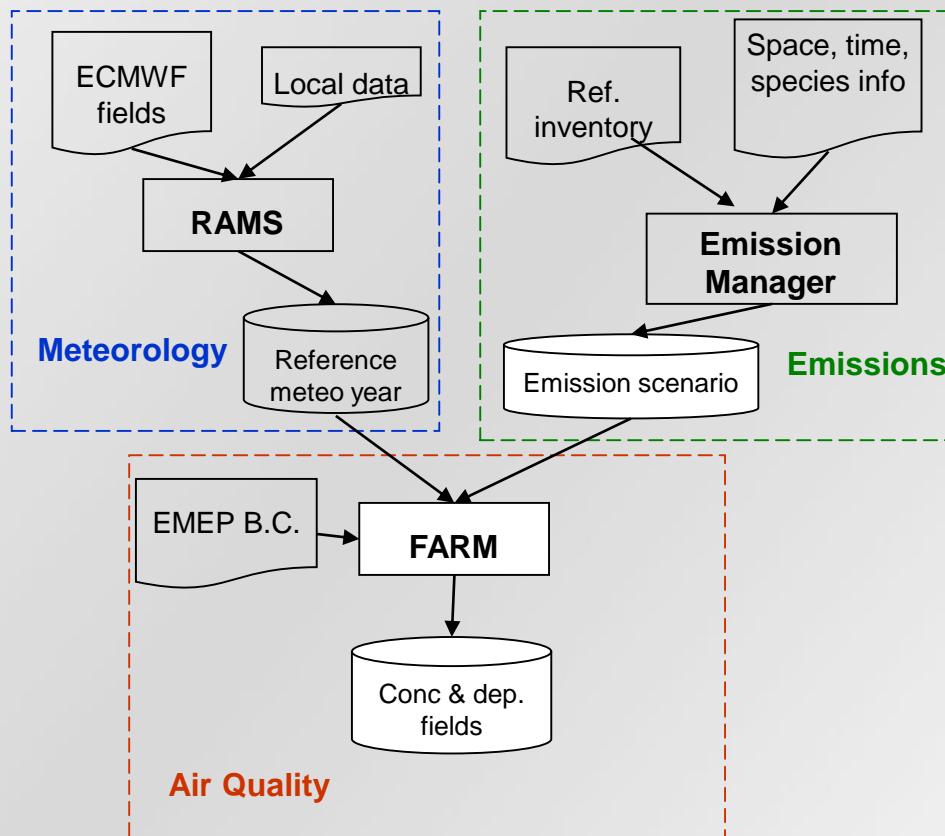 ECMWF
fields
Local data
RAMS
Meteorology
Reference
meteo year
Ref.
inventory
Space, time,
species info
Emission
Manager
Emission scenario
Emissions
EMEP B.C.
FARM
Conc & dep.
fields
Air Quality